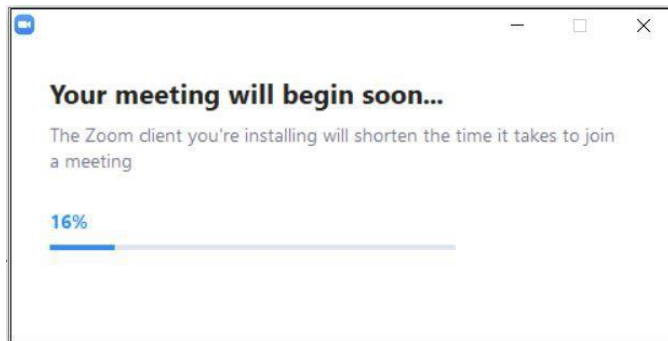 Your meeting will begin soon...
The Zoom client you're installing will shorten the time it takes to join
a meeting
16%